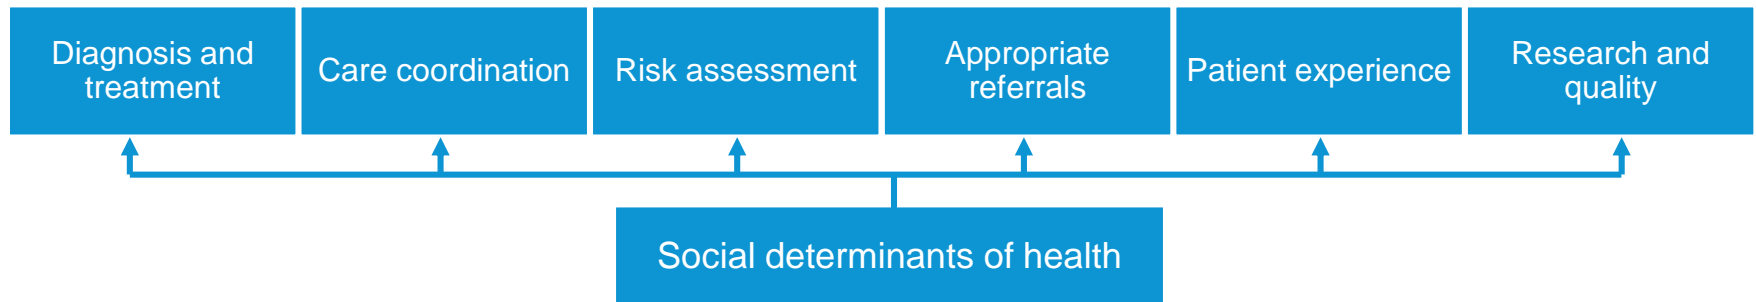 Diagnosis and
treatment
Care coordination
Risk assessment
Appropriate
referrals
Patient experience
Research and
quality
Social determinants of health